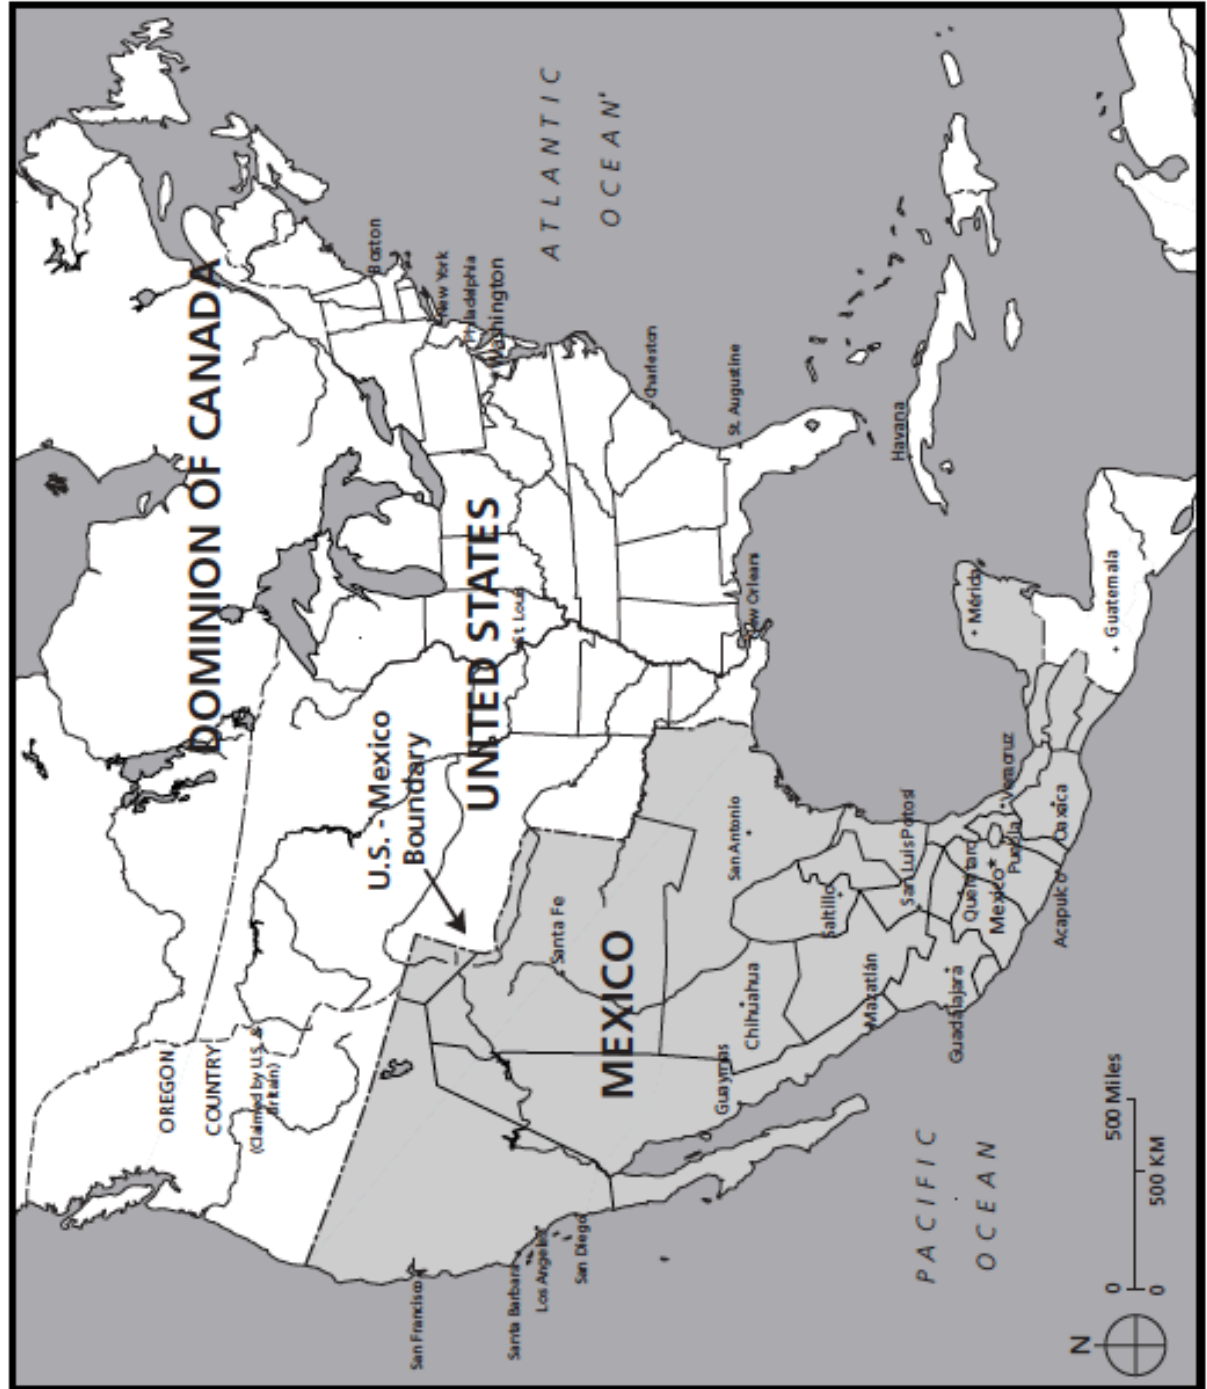 DOMINION OF CANADA
OREGON
COUNTRY
(Claimed by U.S. &
Britain)
U.S. - Mexico
Boundary
UNITED STATES
St. Louis
Boston
New York
Philadelphia
Washington
Charleston
St. Augustine
New Orleans
Havana
ATLANTIC
OCEAN
San Francisco
Santa Barbara
Los Angeles
San Diego
Santa Fe
MEXICO
San Antonio
Guaymas
Chihuahua
Saltillo
Mazatlán
San Luis Potosí
Guadalajara
Querétaro
Mexico*
Puebla
Veracruz
Acapulco
Oaxaca
Mérida
Guatemala
PACIFIC
OCEAN
N
0 500 Miles
0 500 KM